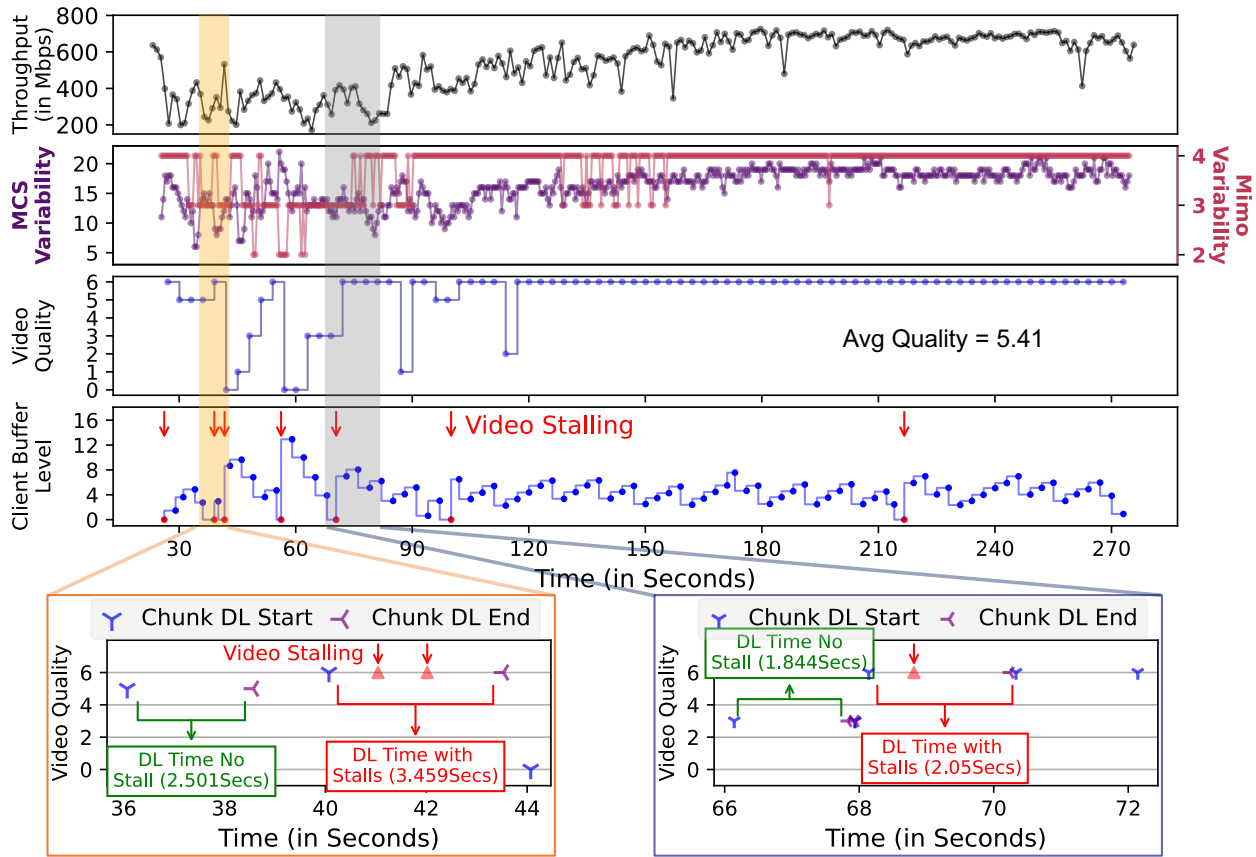 800
600
400
200
Throughput
(in Mbps)
20
15
10
5
MCS
Variability
4
3
2
Mimo
Variability
6
5
4
3
2
1
0
Video
Quality
Avg Quality = 5.41
16
12
8
4
0
Client Buffer
Level
Video Stalling
30 60 90 120 150 180 210 240 270
Time (in Seconds)
Chunk DL Start Chunk DL End
Video Stalling
6
4
2
0
Video Quality
DL Time No
Stall (2.501Secs)
DL Time with
Stalls (3.459Secs)
36 38 40 42 44
Time (in Seconds)
Chunk DL Start Chunk DL End
DL Time No
Stall (1.844Secs)
6
4
2
0
Video Quality
DL Time with
Stalls (2.05Secs)
66 68 70 72
Time (in Seconds)